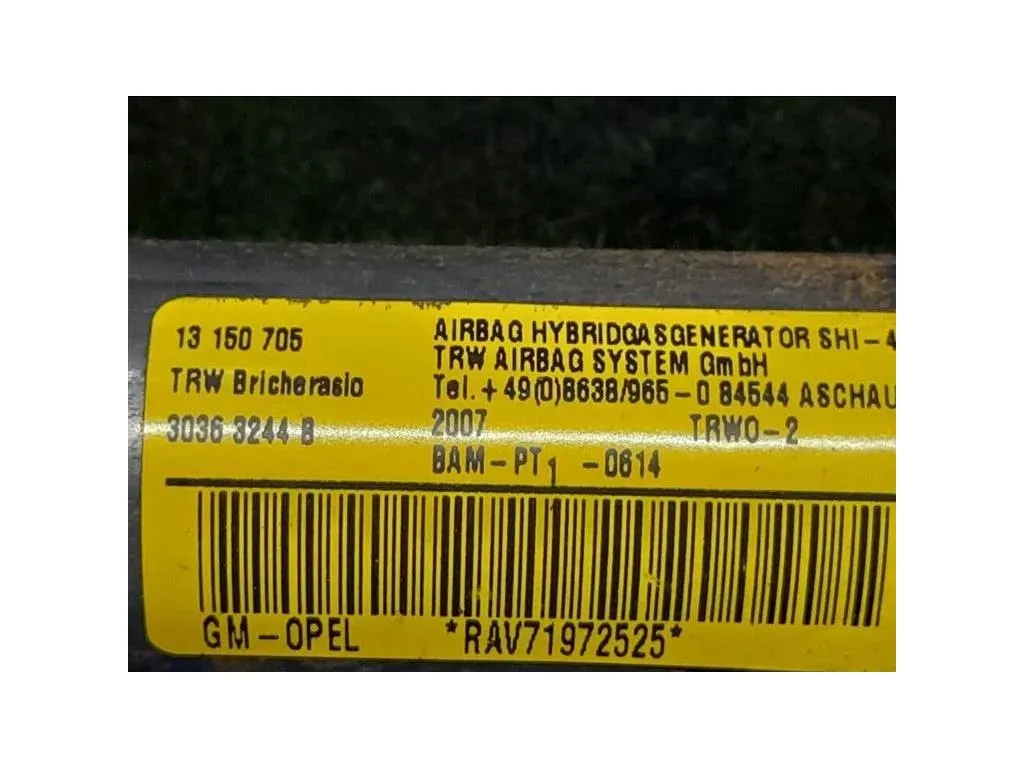 13 150 705
AIRBAG HYBRIDGASGENERATOR SHI-4
TRW AIRBAG SYSTEM GmbH
TRW Bricherasio
Tel. +49(0)8638/965-0 84544 ASCHAU
3036 3244 B
2007 TRWO-2
BAM-PT1 -0614
GM-OPEL *RAV71972525*